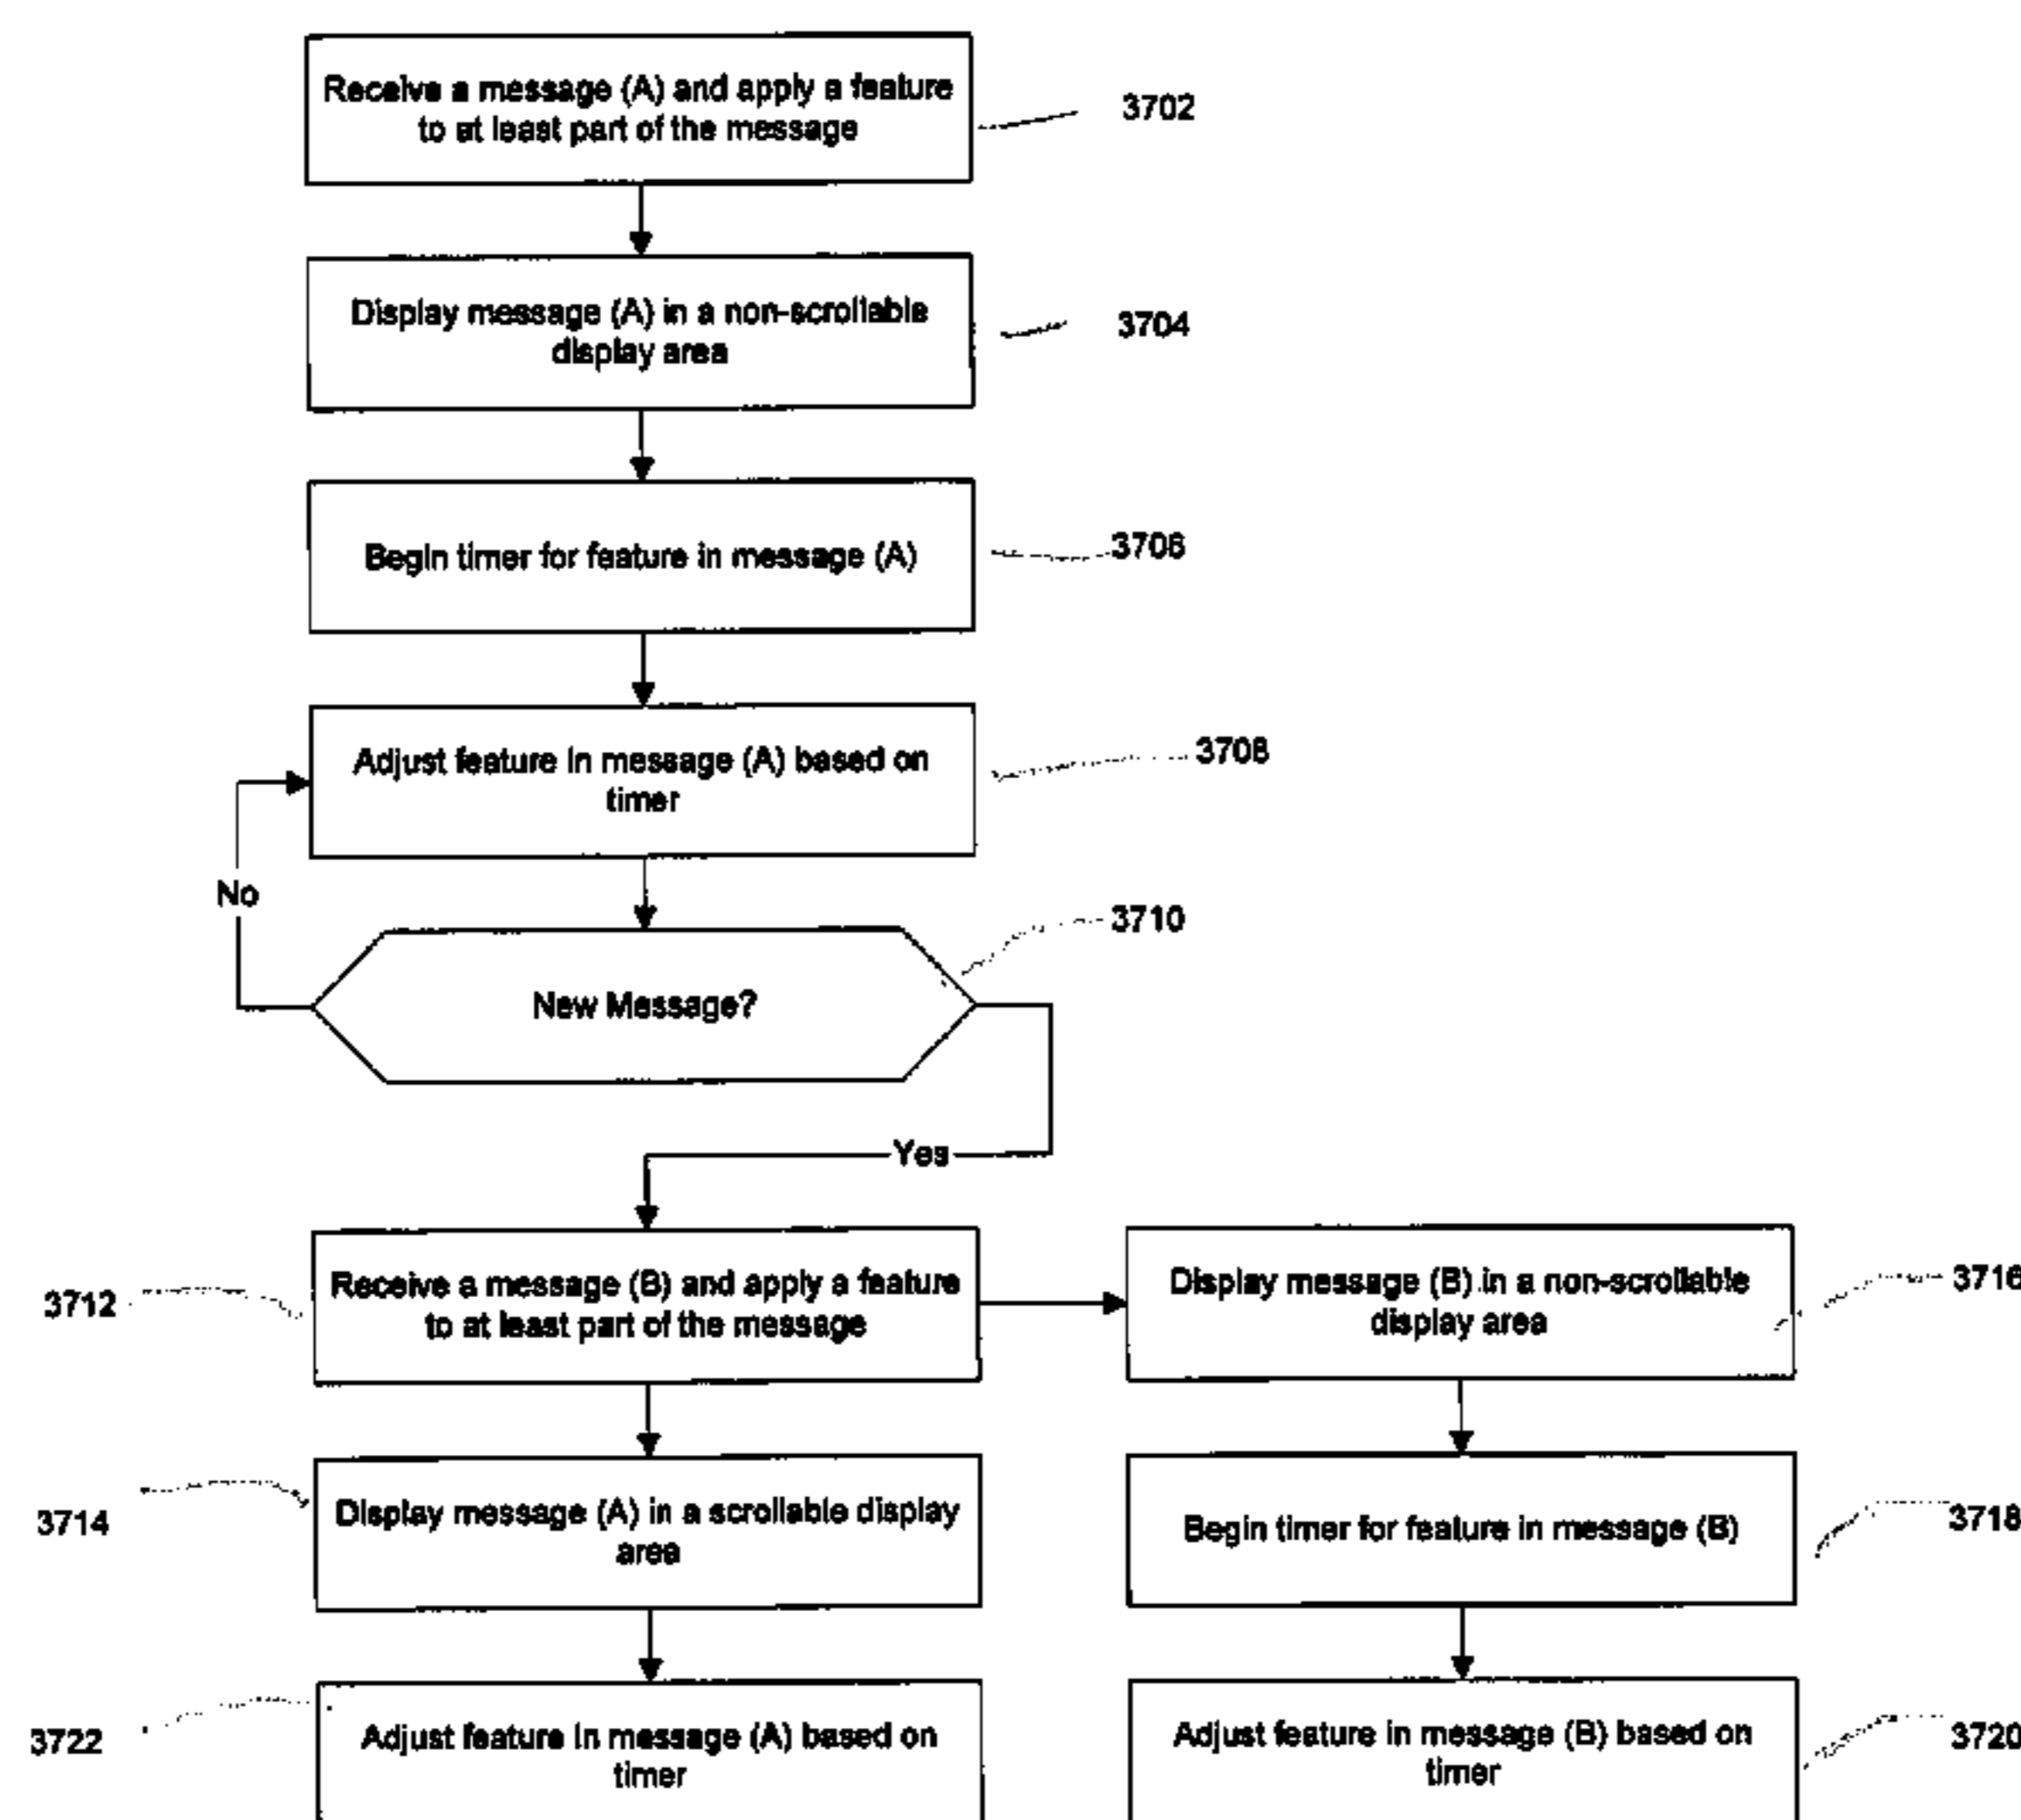 Receive a message (A) and apply a feature
to at least part of the message
3702
Display message (A) in a non-scrollable
display area
3704
Begin timer for feature in message (A)
3706
Adjust feature in message (A) based on
timer
3708
No
New Message?
3710
Yes
3712
Receive a message (B) and apply a feature
to at least part of the message
Display message (B) in a non-scrollable
display area
3716
3714
Display message (A) in a scrollable display
area
Begin timer for feature in message (B)
3718
3722
Adjust feature in message (A) based on
timer
Adjust feature in message (B) based on
timer
3720